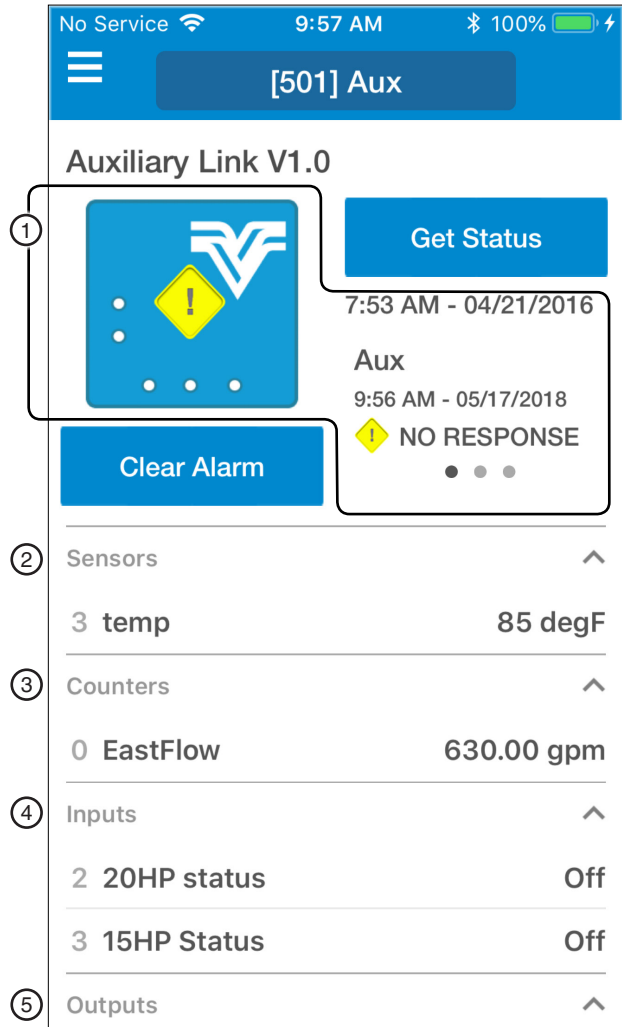 No Service 9:57 AM 100%
[501] Aux
Auxiliary Link V1.0
1
Get Status
7:53 AM - 04/21/2016
Aux
9:56 AM - 05/17/2018
! NO RESPONSE
!
Clear Alarm
2 Sensors
3 temp 85 degF
3 Counters
0 EastFlow 630.00 gpm
4 Inputs
2 20HP status Off
3 15HP Status Off
5 Outputs